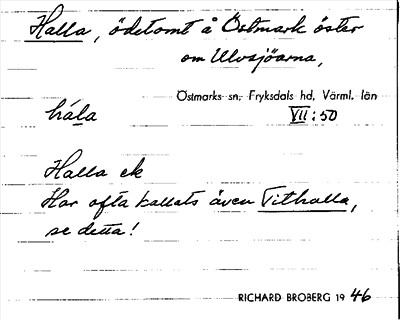 Halla, ödetomt å Östmark öster
om Ulvsjöarna,
Östmarks sn, Fryksdals hd, Värml. län
hála VII:50
Halla ek
Har ofta kallats även Tithalla,
se detta!
RICHARD BROBERG 1946